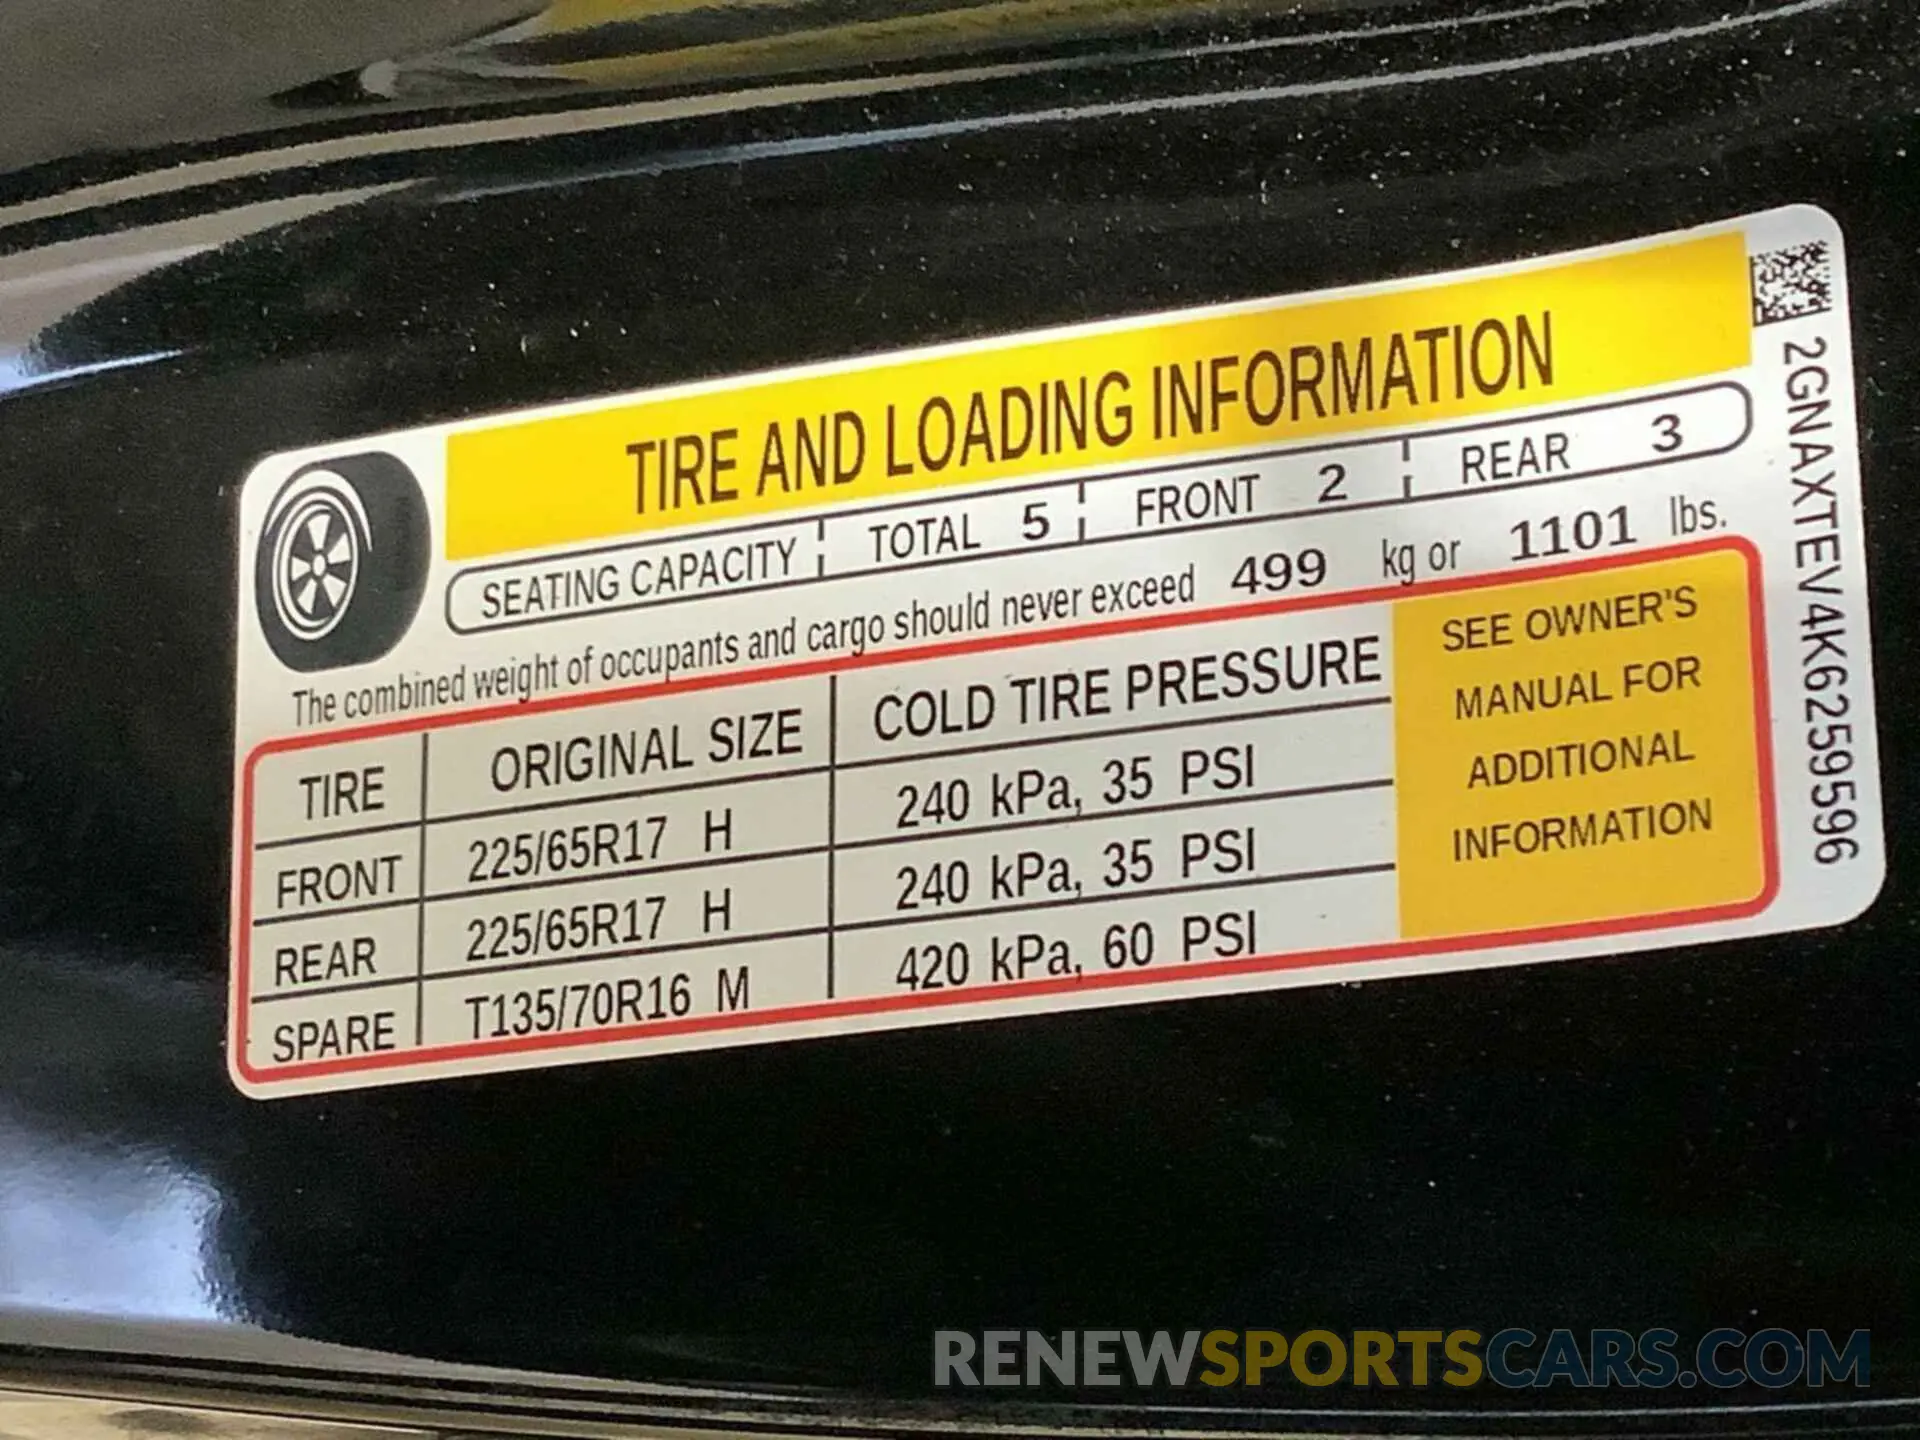 TIRE AND LOADING INFORMATION
SEATING CAPACITY TOTAL 5 FRONT 2 REAR 3
The combined weight of occupants and cargo should never exceed 499 kg or 1101 lbs.
TIRE ORIGINAL SIZE COLD TIRE PRESSURE
FRONT 225/65R17 H 240 kPa, 35 PSI
REAR 225/65R17 H 240 kPa, 35 PSI
SPARE T135/70R16 M 420 kPa, 60 PSI
SEE OWNER'S
MANUAL FOR
ADDITIONAL
INFORMATION
2GNAXTEV4K6259596
RENEWSPORTSCARS.COM